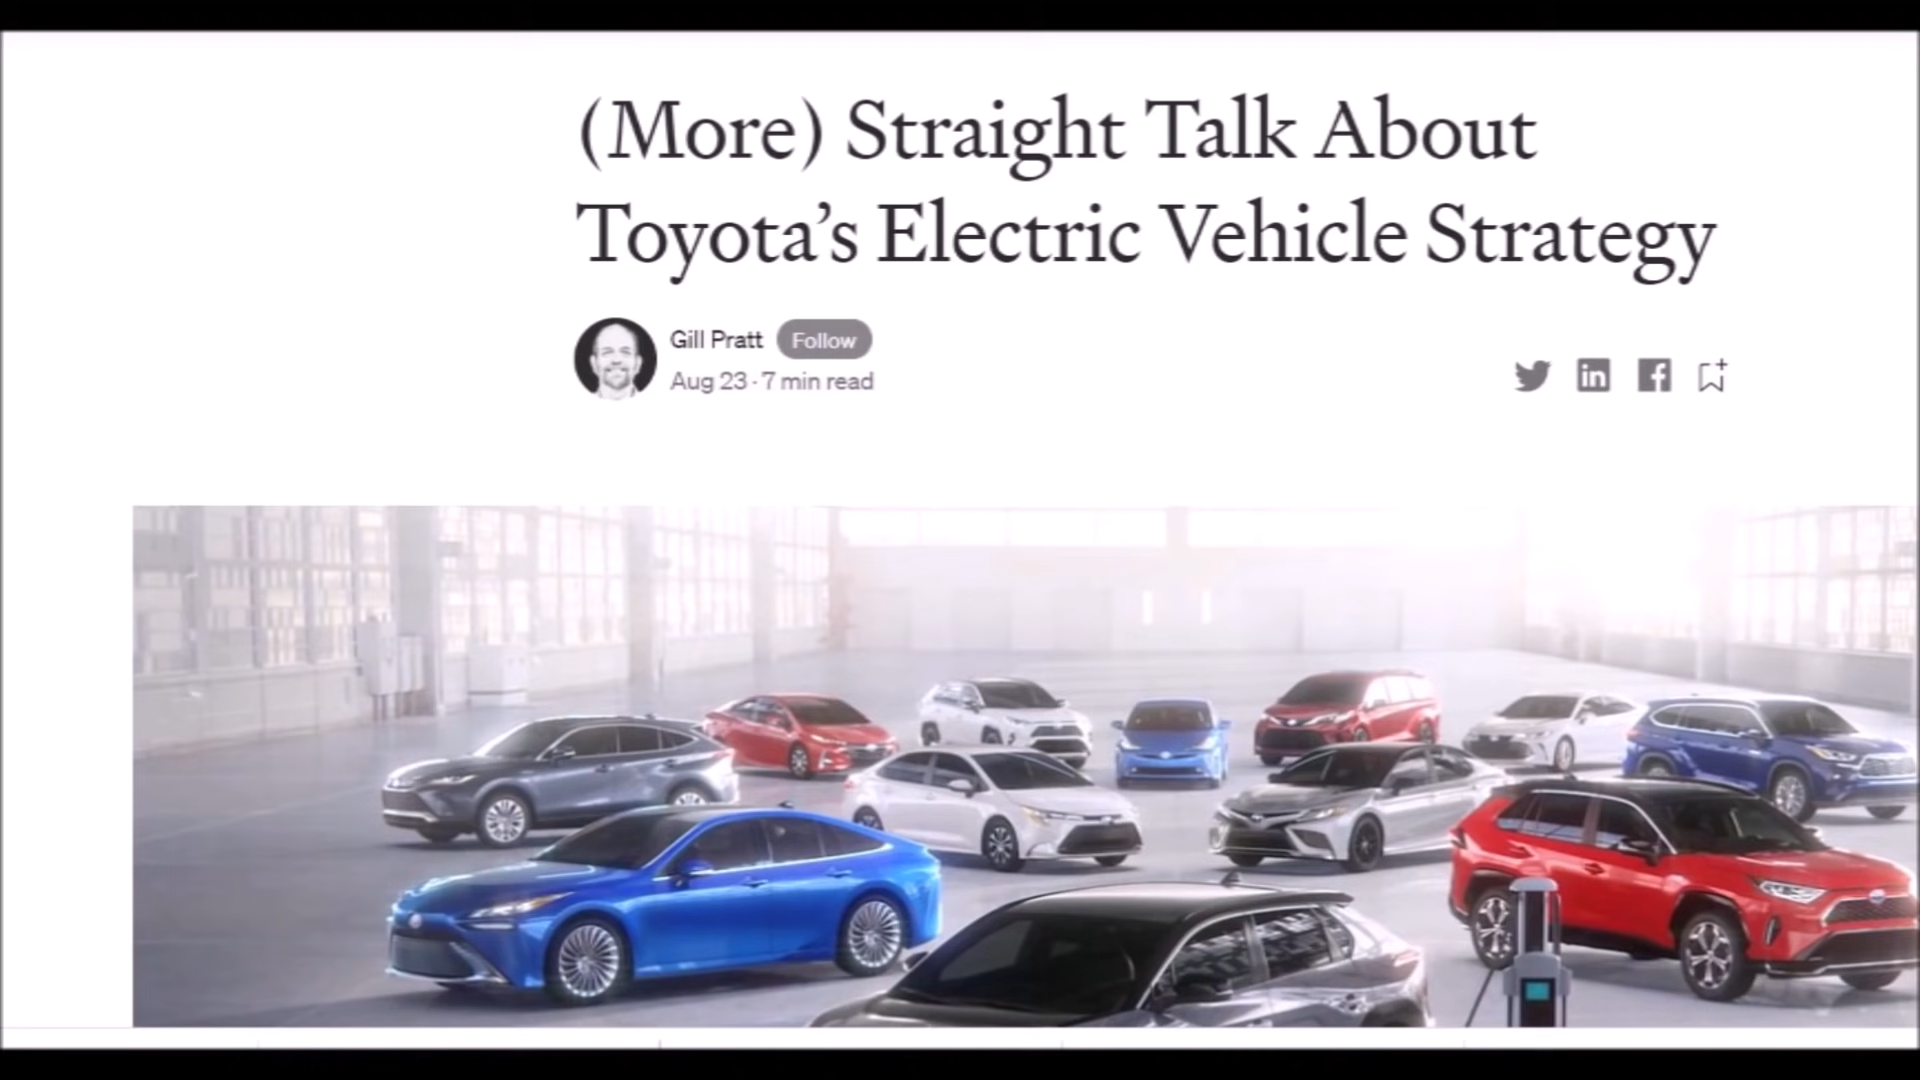 (More) Straight Talk About
Toyota’s Electric Vehicle Strategy
Gill Pratt Follow
Aug 23 · 7 min read